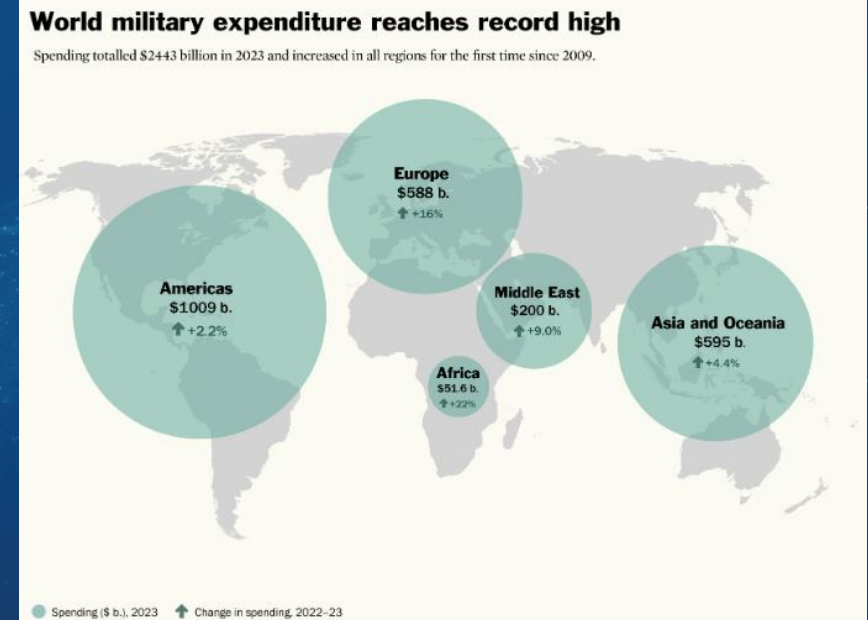 World military expenditure reaches record high
Spending totalled $2443 billion in 2023 and increased in all regions for the first time since 2009.
Europe
$588 b.
+16%
Americas
$1009 b.
+2.2%
Middle East
$200 b.
+9.0%
Asia and Oceania
$595 b.
+4.4%
Africa
$51.6 b.
+22%
Spending ($ b.), 2023
Change in spending, 2022–23